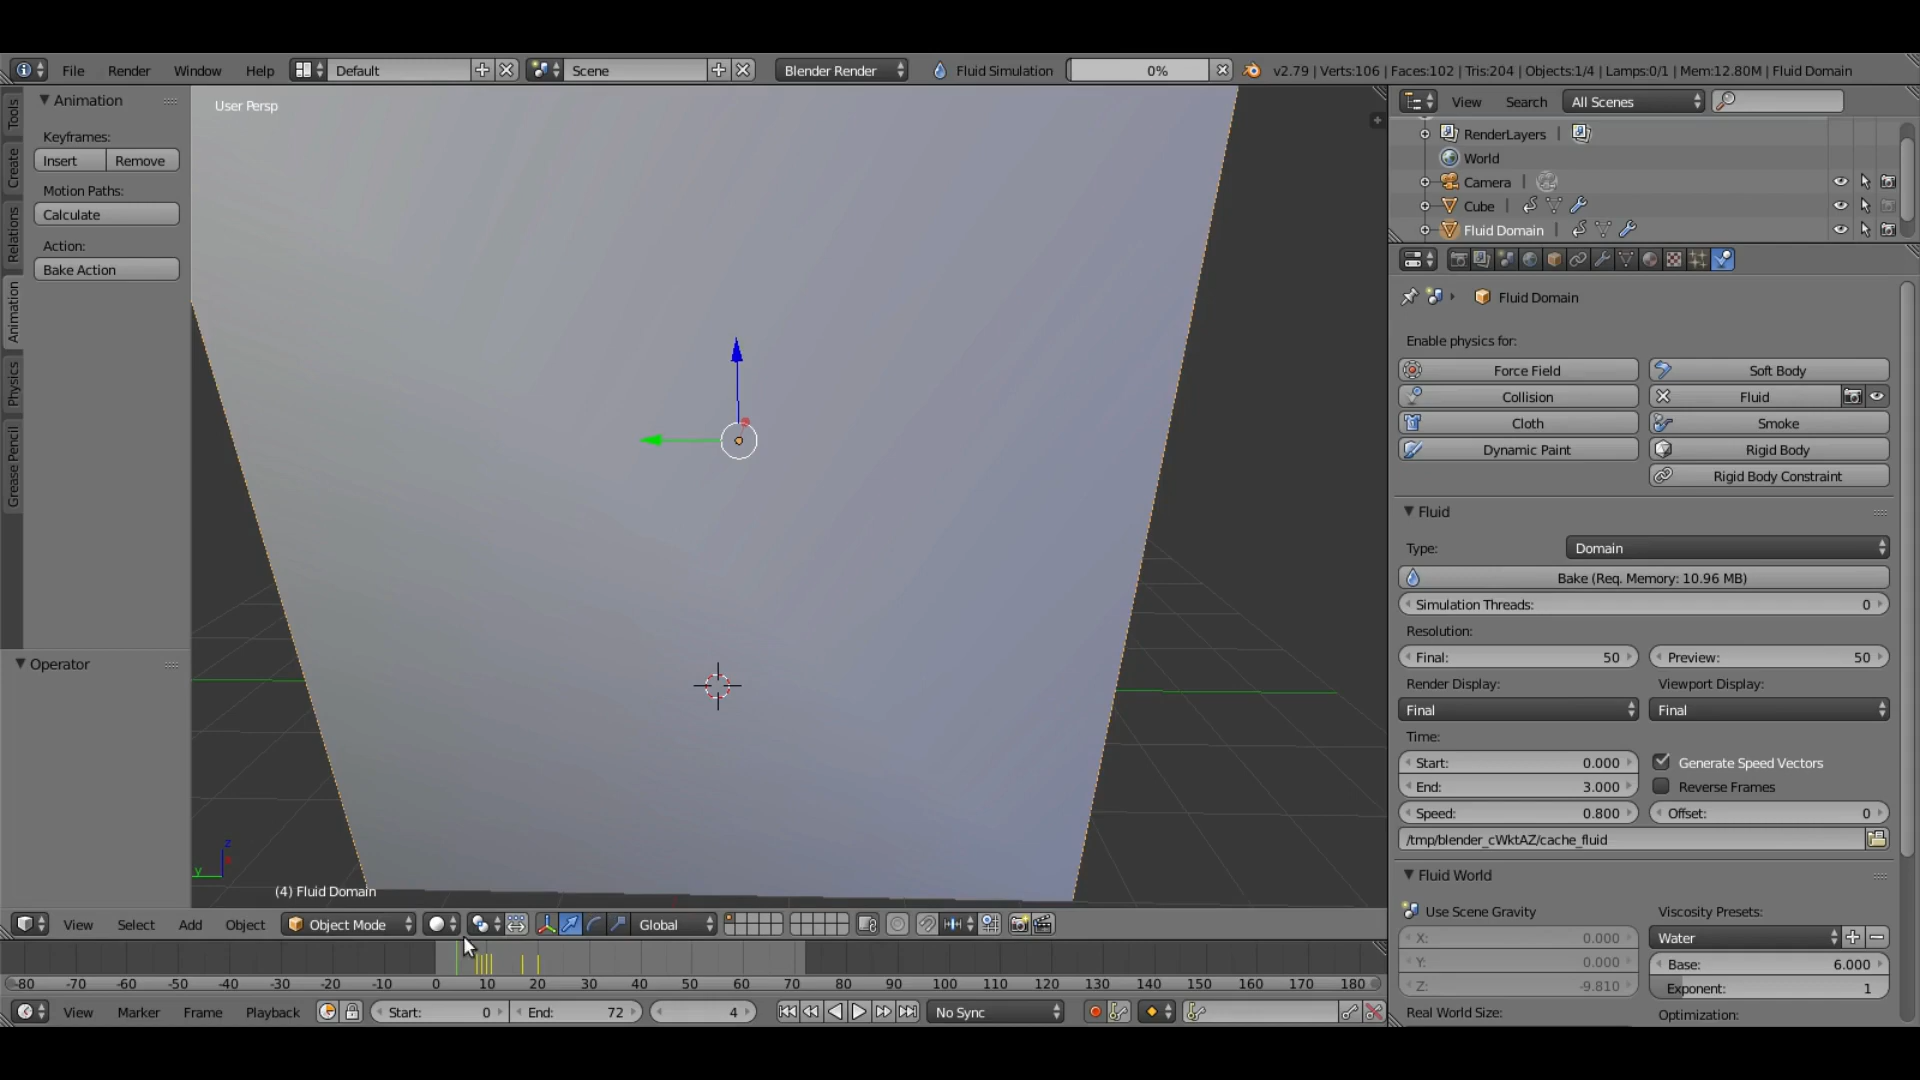 File Render Window Help Default Scene Blender Render Fluid Simulation 0% v2.79 | Verts:106 | Faces:102 | Tris:204 | Objects:1/4 | Lamps:0/1 | Mem:12.80M | Fluid Domain
Tools
Create
Relations
Animation
Physics
Grease Pencil
Animation
Keyframes:
Insert Remove
Motion Paths:
Calculate
Action:
Bake Action
Operator
User Persp
z
y
(4) Fluid Domain
View Select Add Object Object Mode Global
-80 -70 -60 -50 -40 -30 -20 -10 0 10 20 30 40 50 60 70 80 90 100 110 120 130 140 150 160 170 180
View Marker Frame Playback Start: 0 End: 72 4 No Sync
View Search All Scenes
RenderLayers
World
Camera
Cube
Fluid Domain
Fluid Domain
Enable physics for:
Force Field Soft Body
Collision Fluid
Cloth Smoke
Dynamic Paint Rigid Body
Rigid Body Constraint
Fluid
Type: Domain
Bake (Req. Memory: 10.96 MB)
Simulation Threads: 0
Resolution:
Final: 50 Preview: 50
Render Display: Viewport Display:
Final Final
Time:
Start: 0.000 Generate Speed Vectors
End: 3.000 Reverse Frames
Speed: 0.800 Offset: 0
/tmp/blender_cWktAZ/cache_fluid
Fluid World
Use Scene Gravity Viscosity Presets:
X: 0.000 Water
Y: 0.000 Base: 6.000
Z: -9.810 Exponent: 1
Real World Size: Optimization: